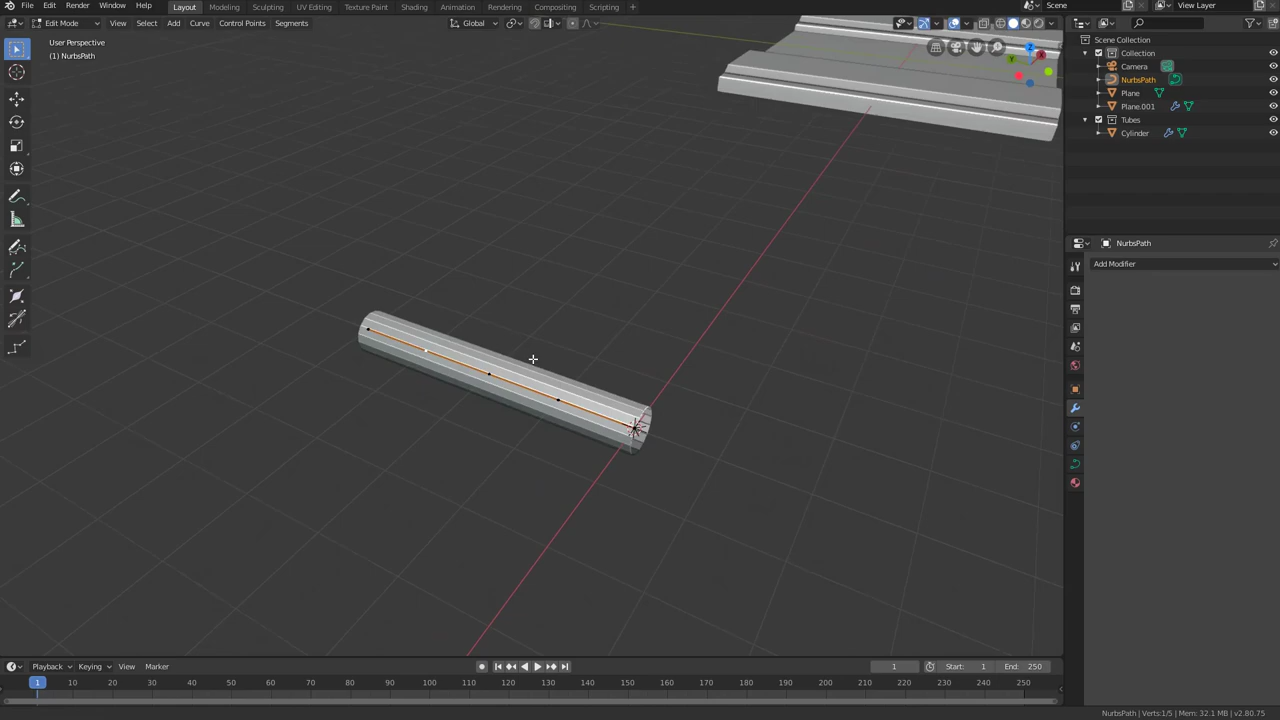 File Edit Render Window Help Layout Modeling Sculpting UV Editing Texture Paint Shading Animation Rendering Compositing Scripting + Scene View Layer
Edit Mode View Select Add Curve Control Points Segments Global
User Perspective
(1) NurbsPath
Scene Collection
Collection
Camera
NurbsPath
Plane
Plane.001
Tubes
Cylinder
NurbsPath
Add Modifier
Y
Z
X
Playback Keying View Marker 1 Start: 1 End: 250
1 10 20 30 40 50 60 70 80 90 100 110 120 130 140 150 160 170 180 190 200 210 220 230 240 250
NurbsPath | Verts:1/5 | Mem: 32.1 MB | v2.80.75